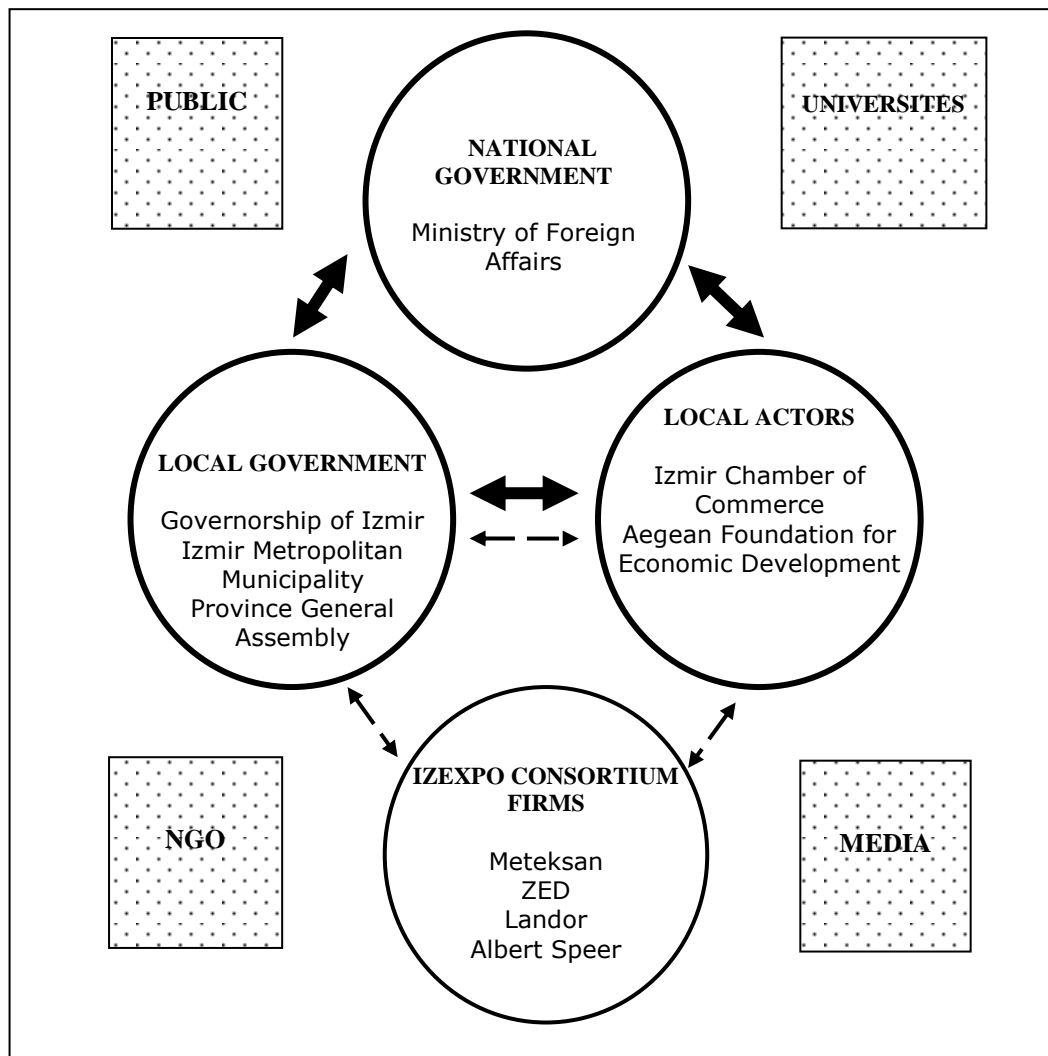 PUBLIC
UNIVERSITES
NATIONAL
GOVERNMENT
Ministry of Foreign
Affairs
LOCAL GOVERNMENT
Governorship of Izmir
Izmir Metropolitan
Municipality
Province General
Assembly
LOCAL ACTORS
Izmir Chamber of
Commerce
Aegean Foundation for
Economic Development
IZEXPO CONSORTIUM
FIRMS
Meteksan
ZED
Landor
Albert Speer
NGO
MEDIA